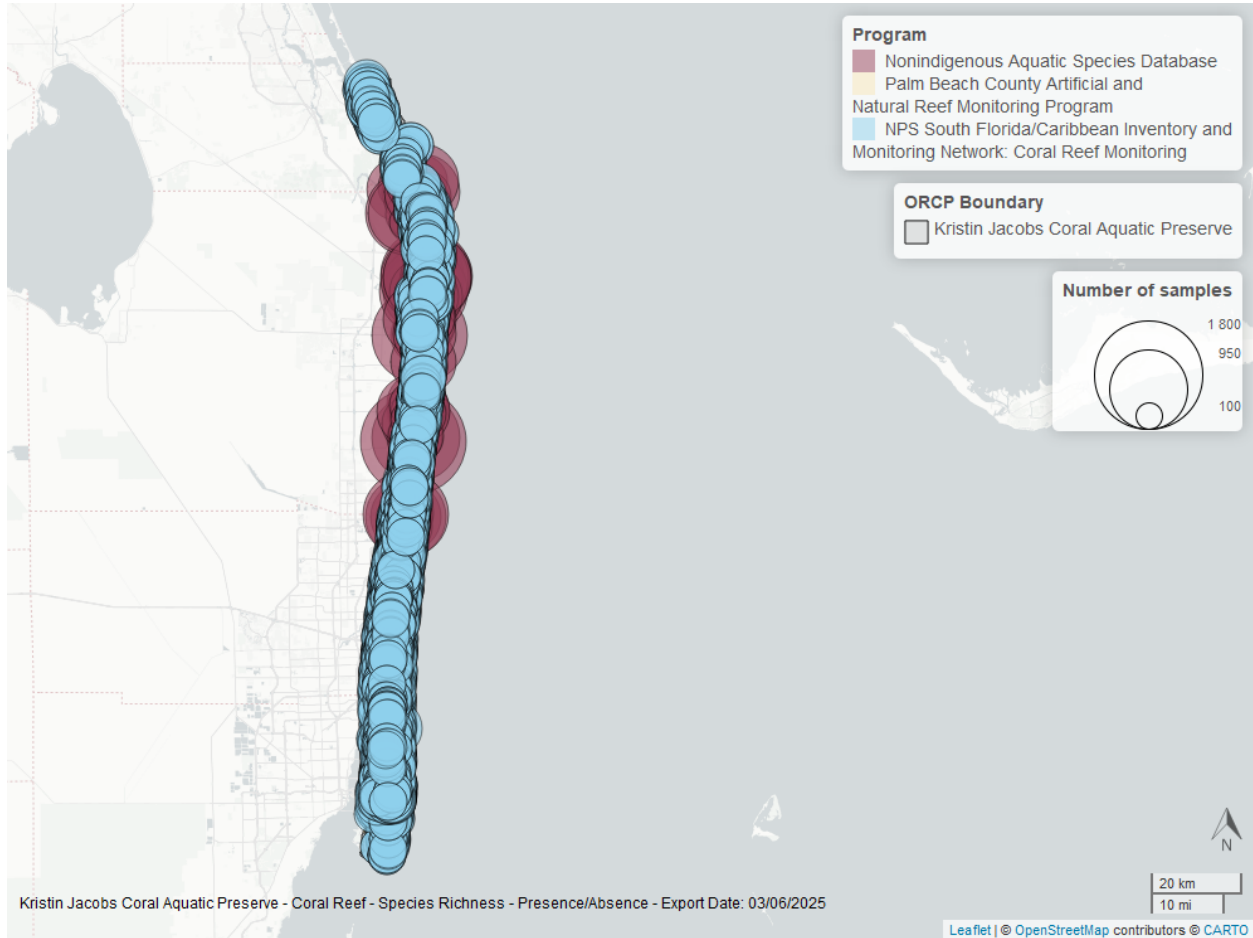 Program
Nonindigenous Aquatic Species Database
Palm Beach County Artificial and
Natural Reef Monitoring Program
NPS South Florida/Caribbean Inventory and
Monitoring Network: Coral Reef Monitoring
ORCP Boundary
Kristin Jacobs Coral Aquatic Preserve
Number of samples
1 800
950
100
N
20 km
10 mi
Kristin Jacobs Coral Aquatic Preserve - Coral Reef - Species Richness - Presence/Absence - Export Date: 03/06/2025
Leaflet | © OpenStreetMap contributors © CARTO